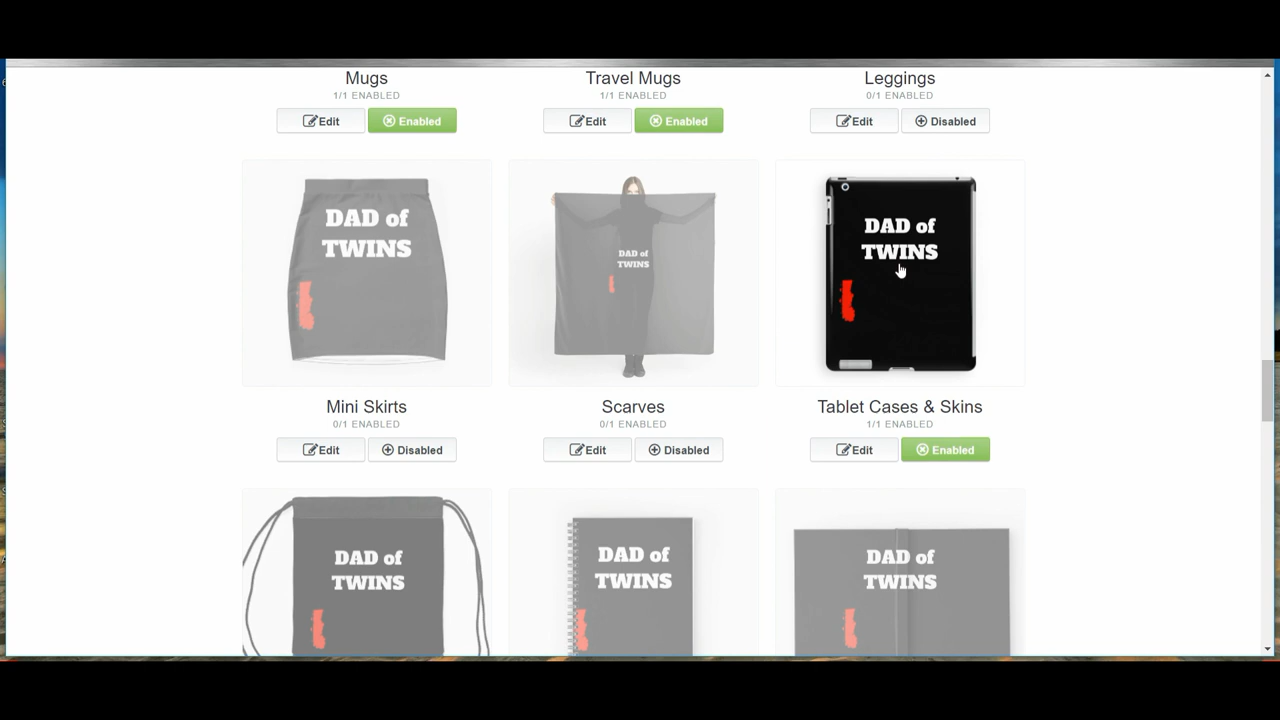 Mugs
Travel Mugs
Leggings
1/1 ENABLED
1/1 ENABLED
0/1 ENABLED
Edit
Enabled
Edit
Enabled
Edit
Disabled
DAD of
TWINS
DAD of
TWINS
DAD of
TWINS
Mini Skirts
Scarves
Tablet Cases & Skins
0/1 ENABLED
0/1 ENABLED
1/1 ENABLED
Edit
Disabled
Edit
Disabled
Edit
Enabled
DAD of
TWINS
DAD of
TWINS
DAD of
TWINS